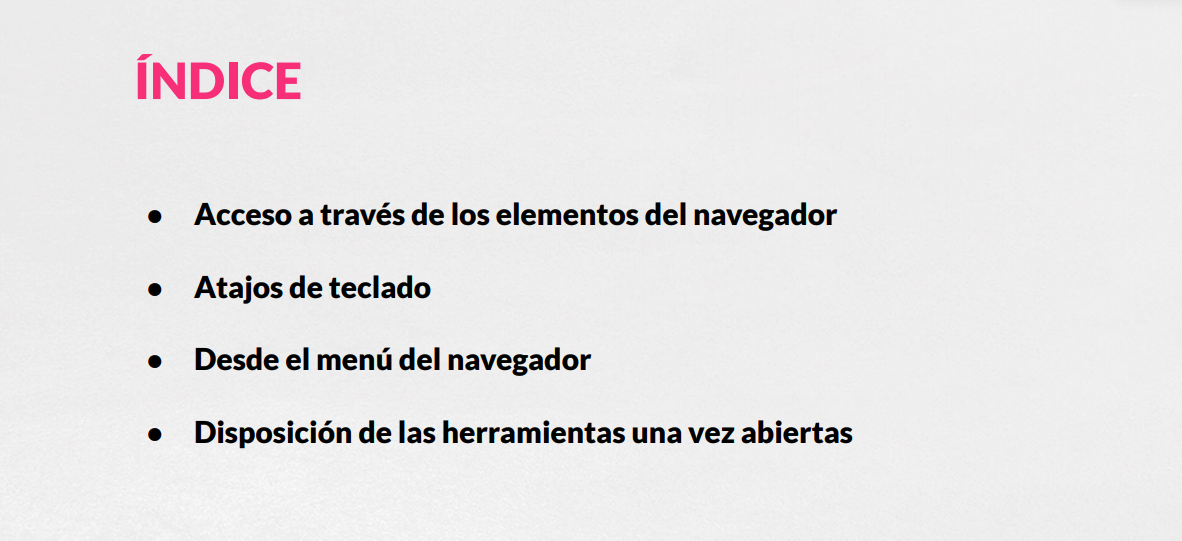 ÍNDICE
● Acceso a través de los elementos del navegador
● Atajos de teclado
● Desde el menú del navegador
● Disposición de las herramientas una vez abiertas